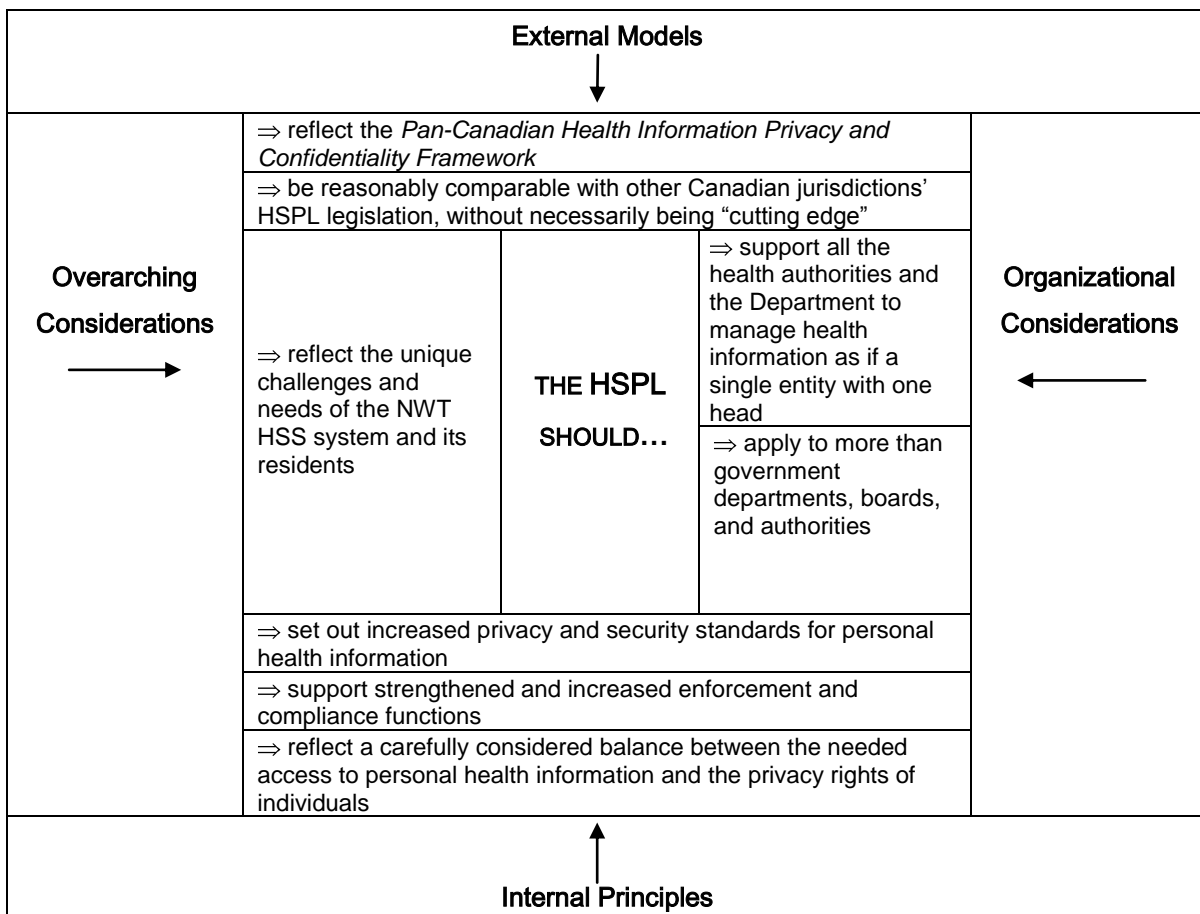 External Models
⇒ reflect the Pan-Canadian Health Information Privacy and
Confidentiality Framework
⇒ be reasonably comparable with other Canadian jurisdictions’
HSPL legislation, without necessarily being “cutting edge”
Overarching
Considerations
⇒ reflect the unique
challenges and
needs of the NWT
HSS system and its
residents
THE HSPL
SHOULD…
⇒ support all the
health authorities and
the Department to
manage health
information as if a
single entity with one
head
⇒ apply to more than
government
departments, boards,
and authorities
Organizational
Considerations
⇒ set out increased privacy and security standards for personal
health information
⇒ support strengthened and increased enforcement and
compliance functions
⇒ reflect a carefully considered balance between the needed
access to personal health information and the privacy rights of
individuals
Internal Principles